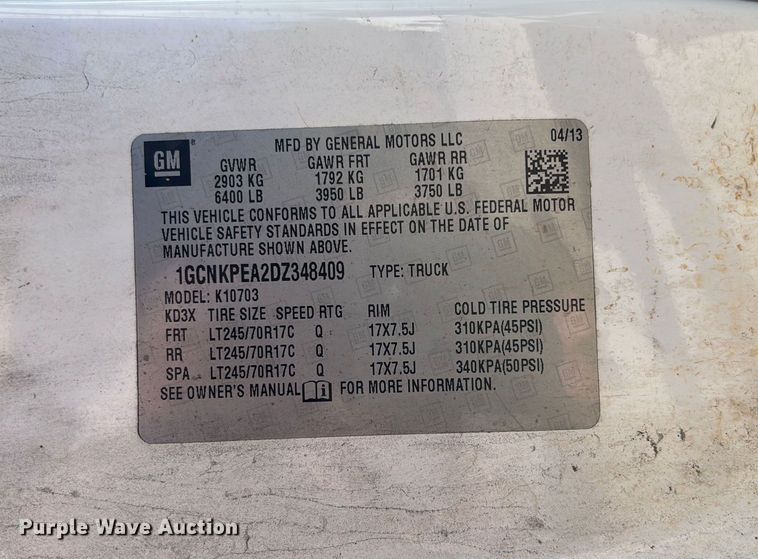 GM
MFD BY GENERAL MOTORS LLC 04/13
GVWR GAWR FRT GAWR RR
2903 KG 1792 KG 1701 KG
6400 LB 3950 LB 3750 LB
THIS VEHICLE CONFORMS TO ALL APPLICABLE U.S. FEDERAL MOTOR
VEHICLE SAFETY STANDARDS IN EFFECT ON THE DATE OF
MANUFACTURE SHOWN ABOVE.
1GCNKPEA2DZ348409 TYPE: TRUCK
MODEL: K10703
KD3X TIRE SIZE SPEED RTG RIM COLD TIRE PRESSURE
FRT LT245/70R17C Q 17X7.5J 310KPA(45PSI)
RR LT245/70R17C Q 17X7.5J 310KPA(45PSI)
SPA LT245/70R17C Q 17X7.5J 340KPA(50PSI)
SEE OWNER'S MANUAL FOR MORE INFORMATION.
Purple Wave Auction